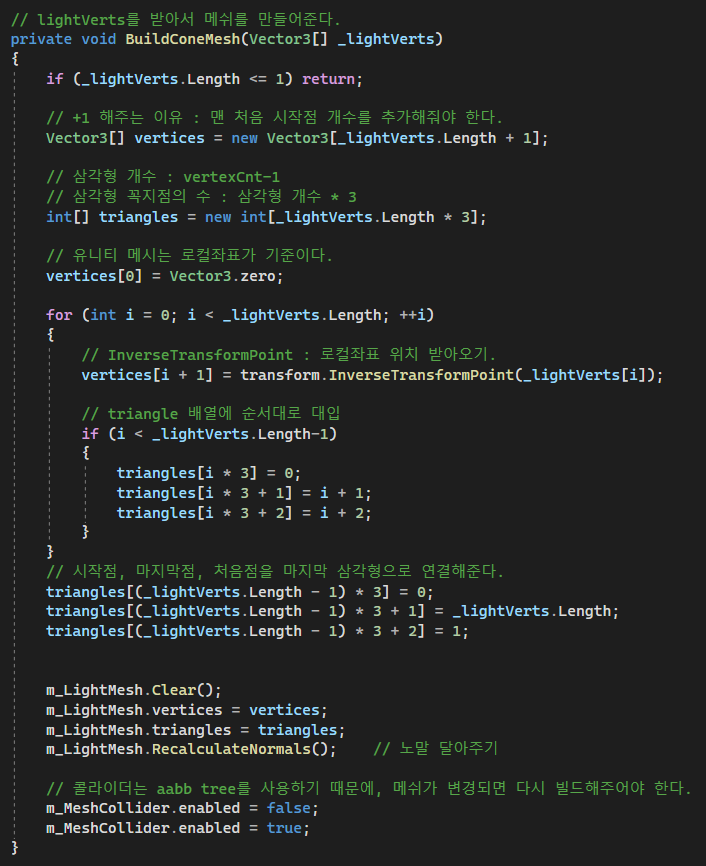 // lightVerts를 받아서 메쉬를 만들어준다.
private void BuildConeMesh(Vector3[] _lightVerts)
{
    if (_lightVerts.Length <= 1) return;

    // +1 해주는 이유 : 맨 처음 시작점 개수를 추가해줘야 한다.
    Vector3[] vertices = new Vector3[_lightVerts.Length + 1];

    // 삼각형 개수 : vertexCnt-1
    // 삼각형 꼭지점의 수 : 삼각형 개수 * 3
    int[] triangles = new int[_lightVerts.Length * 3];

    // 유니티 메시는 로컬좌표가 기준이다.
    vertices[0] = Vector3.zero;

    for (int i = 0; i < _lightVerts.Length; ++i)
    {
        // InverseTransformPoint : 로컬좌표 위치 받아오기.
        vertices[i + 1] = transform.InverseTransformPoint(_lightVerts[i]);

        // triangle 배열에 순서대로 대입
        if (i < _lightVerts.Length-1)
        {
            triangles[i * 3] = 0;
            triangles[i * 3 + 1] = i + 1;
            triangles[i * 3 + 2] = i + 2;
        }
    }
    // 시작점, 마지막점, 처음점을 마지막 삼각형으로 연결해준다.
    triangles[(_lightVerts.Length - 1) * 3] = 0;
    triangles[(_lightVerts.Length - 1) * 3 + 1] = _lightVerts.Length;
    triangles[(_lightVerts.Length - 1) * 3 + 2] = 1;


    m_LightMesh.Clear();
    m_LightMesh.vertices = vertices;
    m_LightMesh.triangles = triangles;
    m_LightMesh.RecalculateNormals();    // 노말 달아주기

    // 콜라이더는 aabb tree를 사용하기 때문에, 메쉬가 변경되면 다시 빌드해주어야 한다.
    m_MeshCollider.enabled = false;
    m_MeshCollider.enabled = true;
}